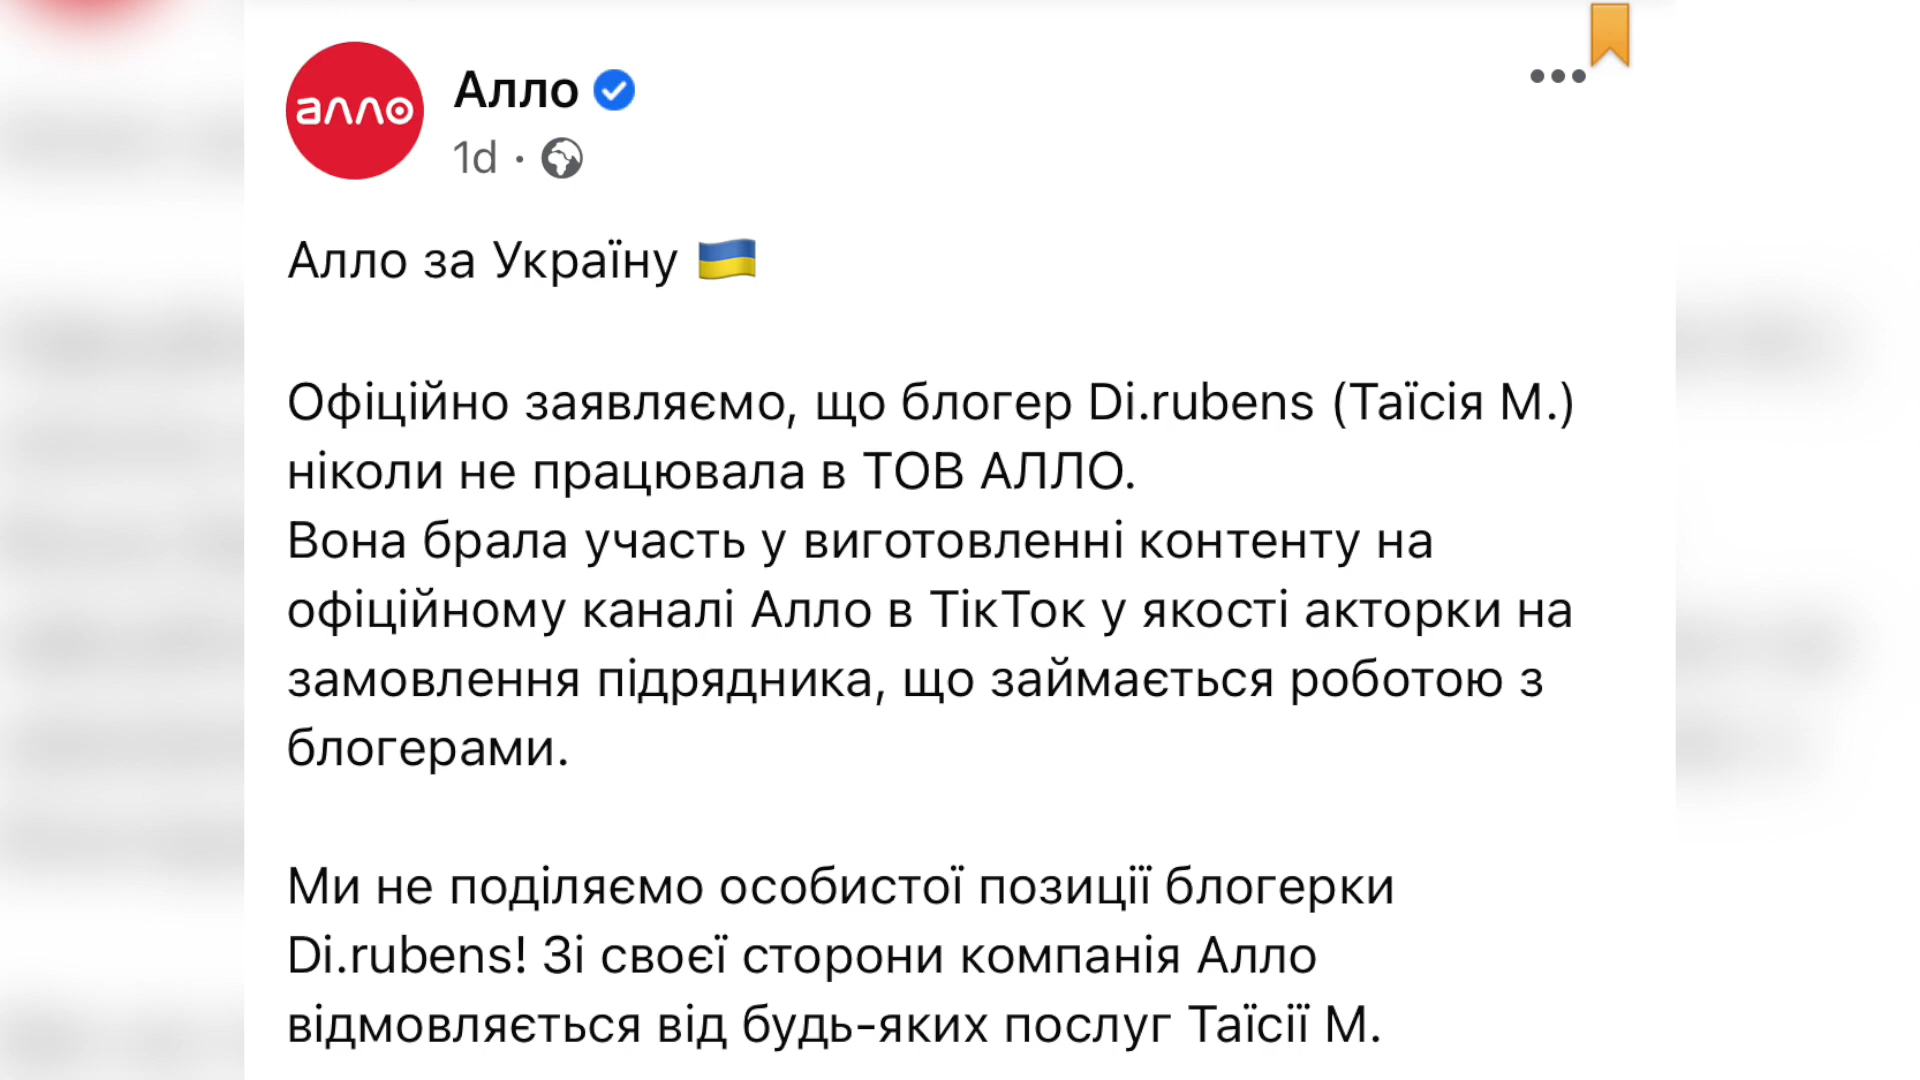 алло
Алло
1d ·
Алло за Україну 🇺🇦
Офіційно заявляємо, що блогер Di.rubens (Таїсія М.)
ніколи не працювала в ТОВ АЛЛО.
Вона брала участь у виготовленні контенту на
офіційному каналі Алло в ТікТок у якості акторки на
замовлення підрядника, що займається роботою з
блогерами.
Ми не поділяємо особистої позиції блогерки
Di.rubens! Зі своєї сторони компанія Алло
відмовляється від будь-яких послуг Таїсії М.